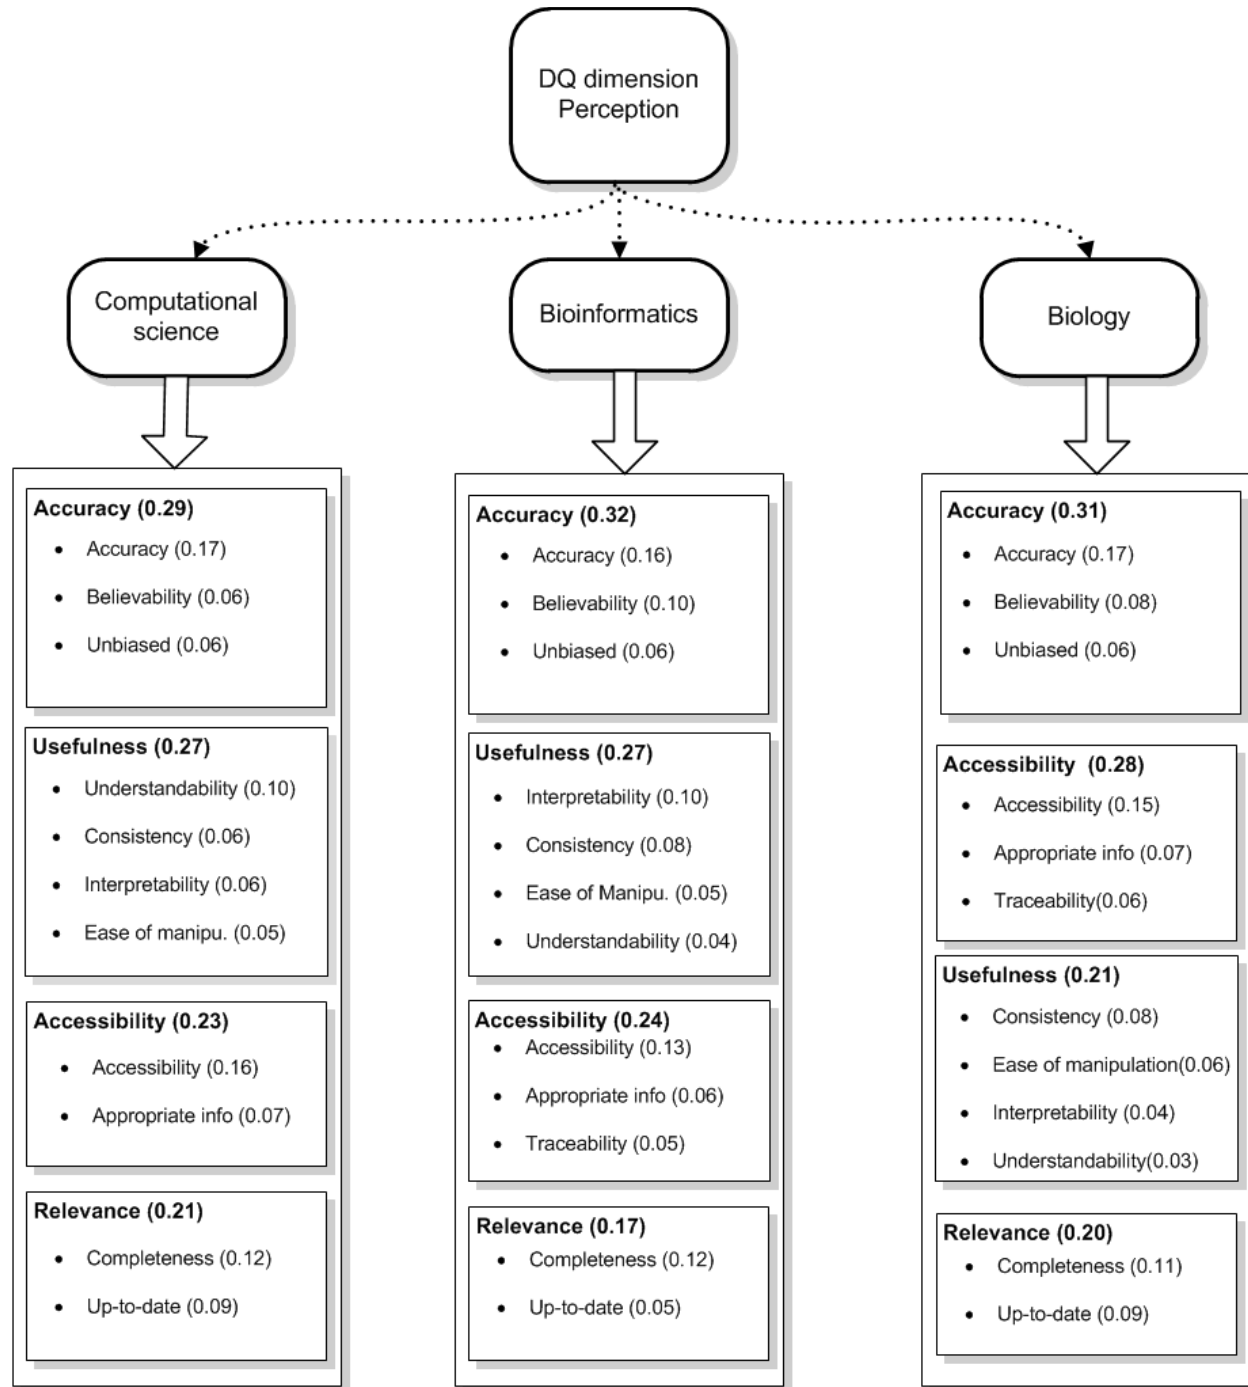 DQ dimension
Perception
Computational
science
Bioinformatics
Biology
Accuracy (0.29)
• Accuracy (0.17)
• Believability (0.06)
• Unbiased (0.06)
Usefulness (0.27)
• Understandability (0.10)
• Consistency (0.06)
• Interpretability (0.06)
• Ease of manipu. (0.05)
Accessibility (0.23)
• Accessibility (0.16)
• Appropriate info (0.07)
Relevance (0.21)
• Completeness (0.12)
• Up-to-date (0.09)
Accuracy (0.32)
• Accuracy (0.16)
• Believability (0.10)
• Unbiased (0.06)
Usefulness (0.27)
• Interpretability (0.10)
• Consistency (0.08)
• Ease of Manipu. (0.05)
• Understandability (0.04)
Accessibility (0.24)
• Accessibility (0.13)
• Appropriate info (0.06)
• Traceability (0.05)
Relevance (0.17)
• Completeness (0.12)
• Up-to-date (0.05)
Accuracy (0.31)
• Accuracy (0.17)
• Believability (0.08)
• Unbiased (0.06)
Accessibility (0.28)
• Accessibility (0.15)
• Appropriate info (0.07)
• Traceability(0.06)
Usefulness (0.21)
• Consistency (0.08)
• Ease of manipulation(0.06)
• Interpretability (0.04)
• Understandability(0.03)
Relevance (0.20)
• Completeness (0.11)
• Up-to-date (0.09)